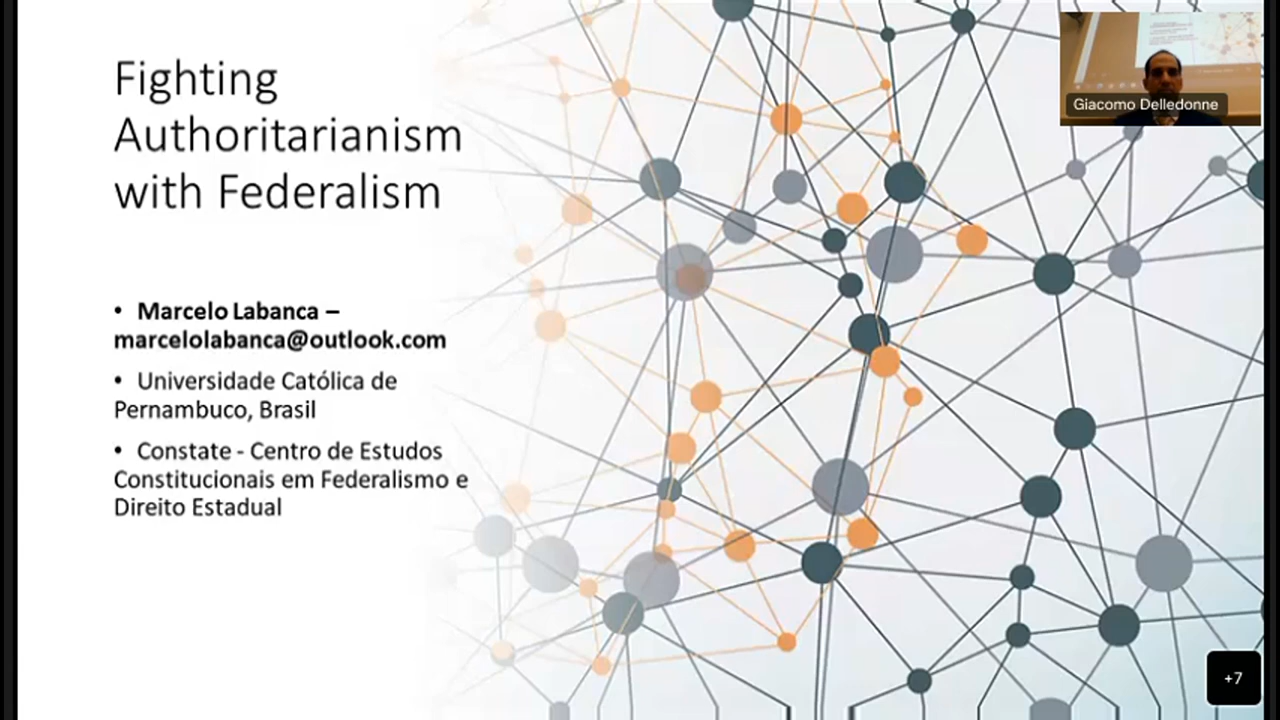 Fighting
Authoritarianism
with Federalism
• Marcelo Labanca –
marcelolabanca@outlook.com
• Universidade Católica de
Pernambuco, Brasil
• Constate - Centro de Estudos
Constitucionais em Federalismo e
Direito Estadual
Giacomo Delledonne
+7